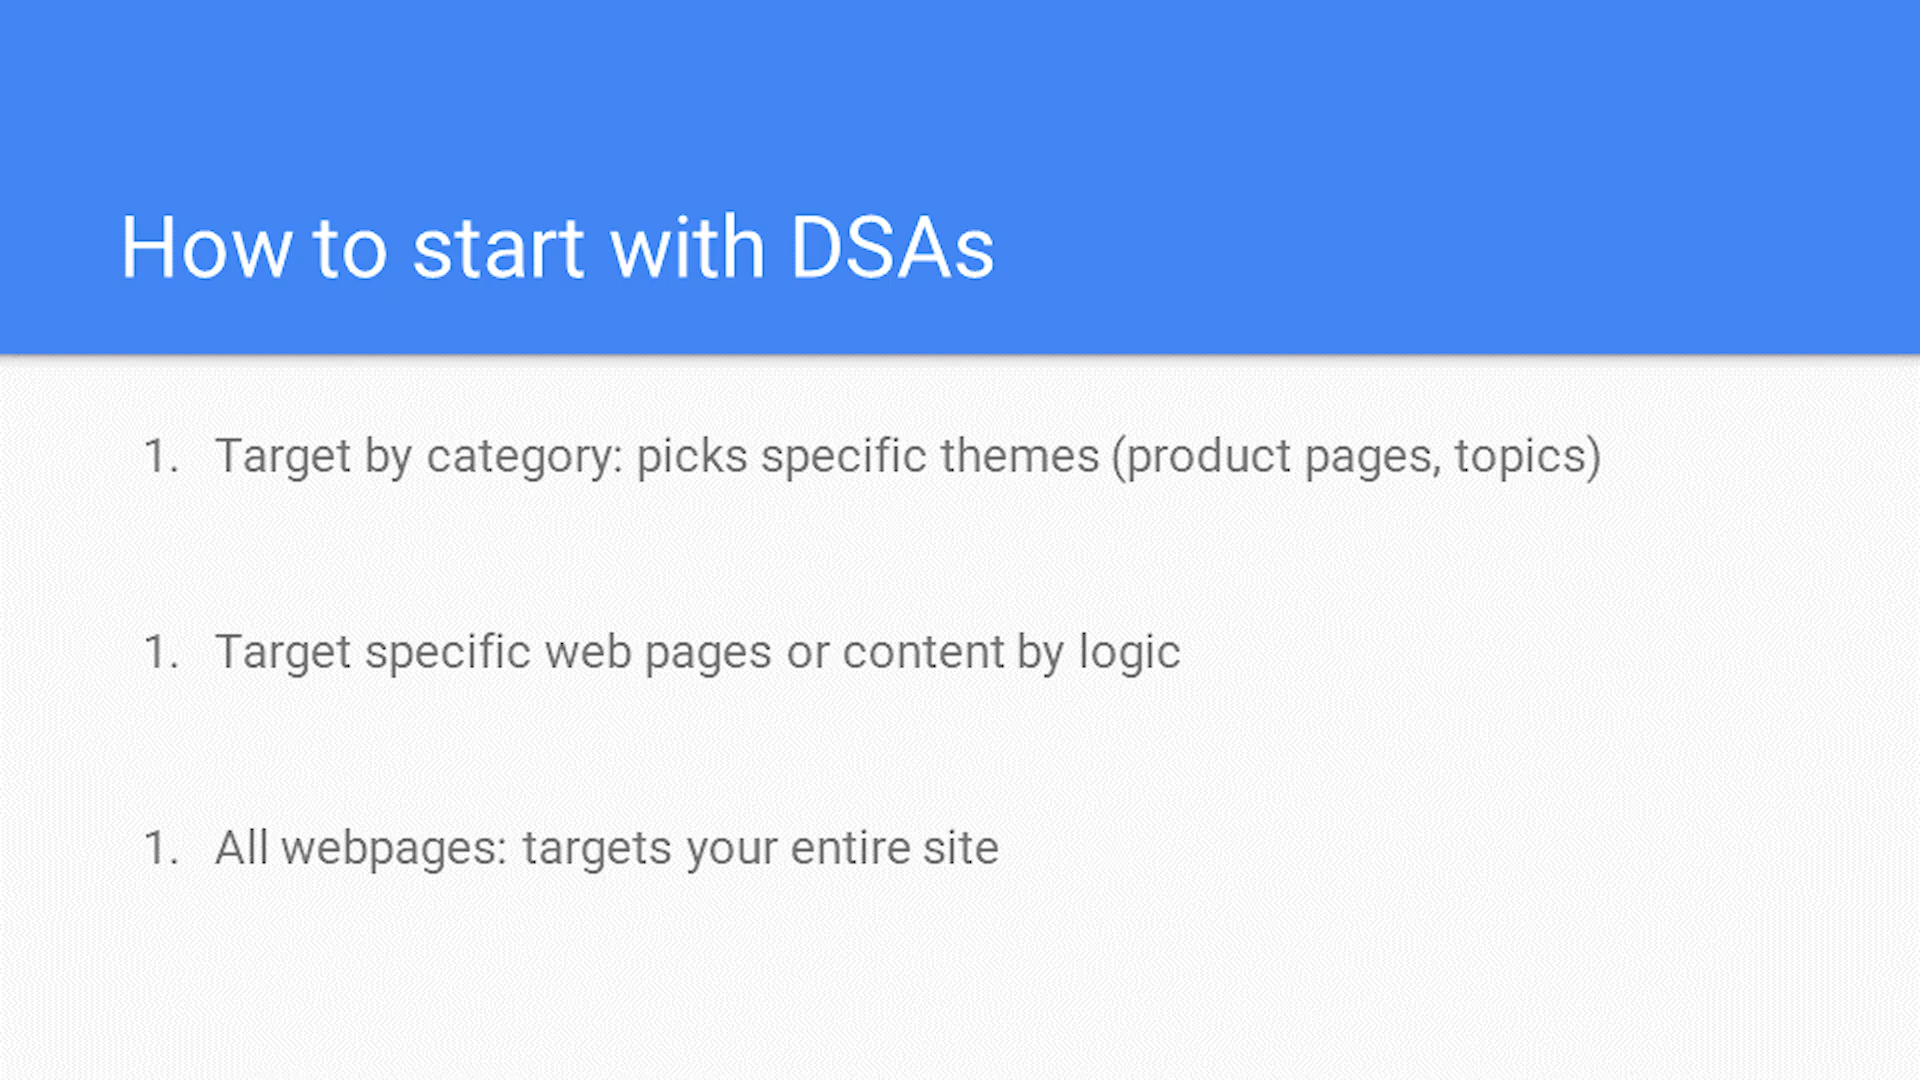 How to start with DSAs
1. Target by category: picks specific themes (product pages, topics)
1. Target specific web pages or content by logic
1. All webpages: targets your entire site